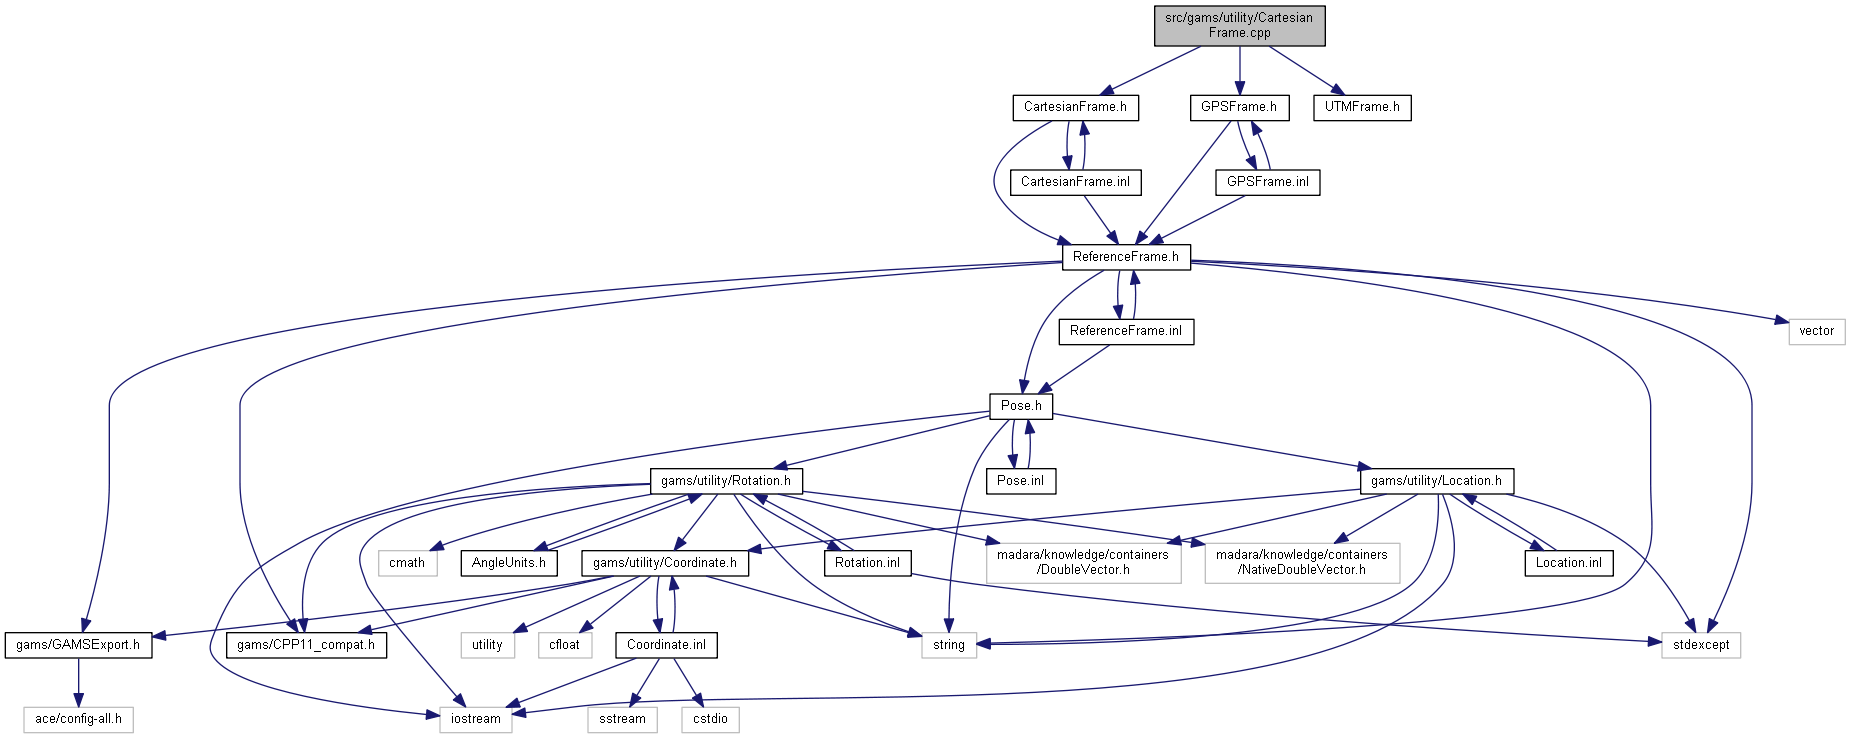 src/gams/utility/Cartesian
Frame.cpp
CartesianFrame.h
GPSFrame.h
UTMFrame.h
CartesianFrame.inl
GPSFrame.inl
ReferenceFrame.h
ReferenceFrame.inl
vector
Pose.h
gams/utility/Rotation.h
Pose.inl
gams/utility/Location.h
cmath
AngleUnits.h
gams/utility/Coordinate.h
Rotation.inl
madara/knowledge/containers
/DoubleVector.h
madara/knowledge/containers
/NativeDoubleVector.h
Location.inl
gams/GAMSExport.h
gams/CPP11_compat.h
utility
cfloat
Coordinate.inl
string
stdexcept
ace/config-all.h
iostream
sstream
cstdio